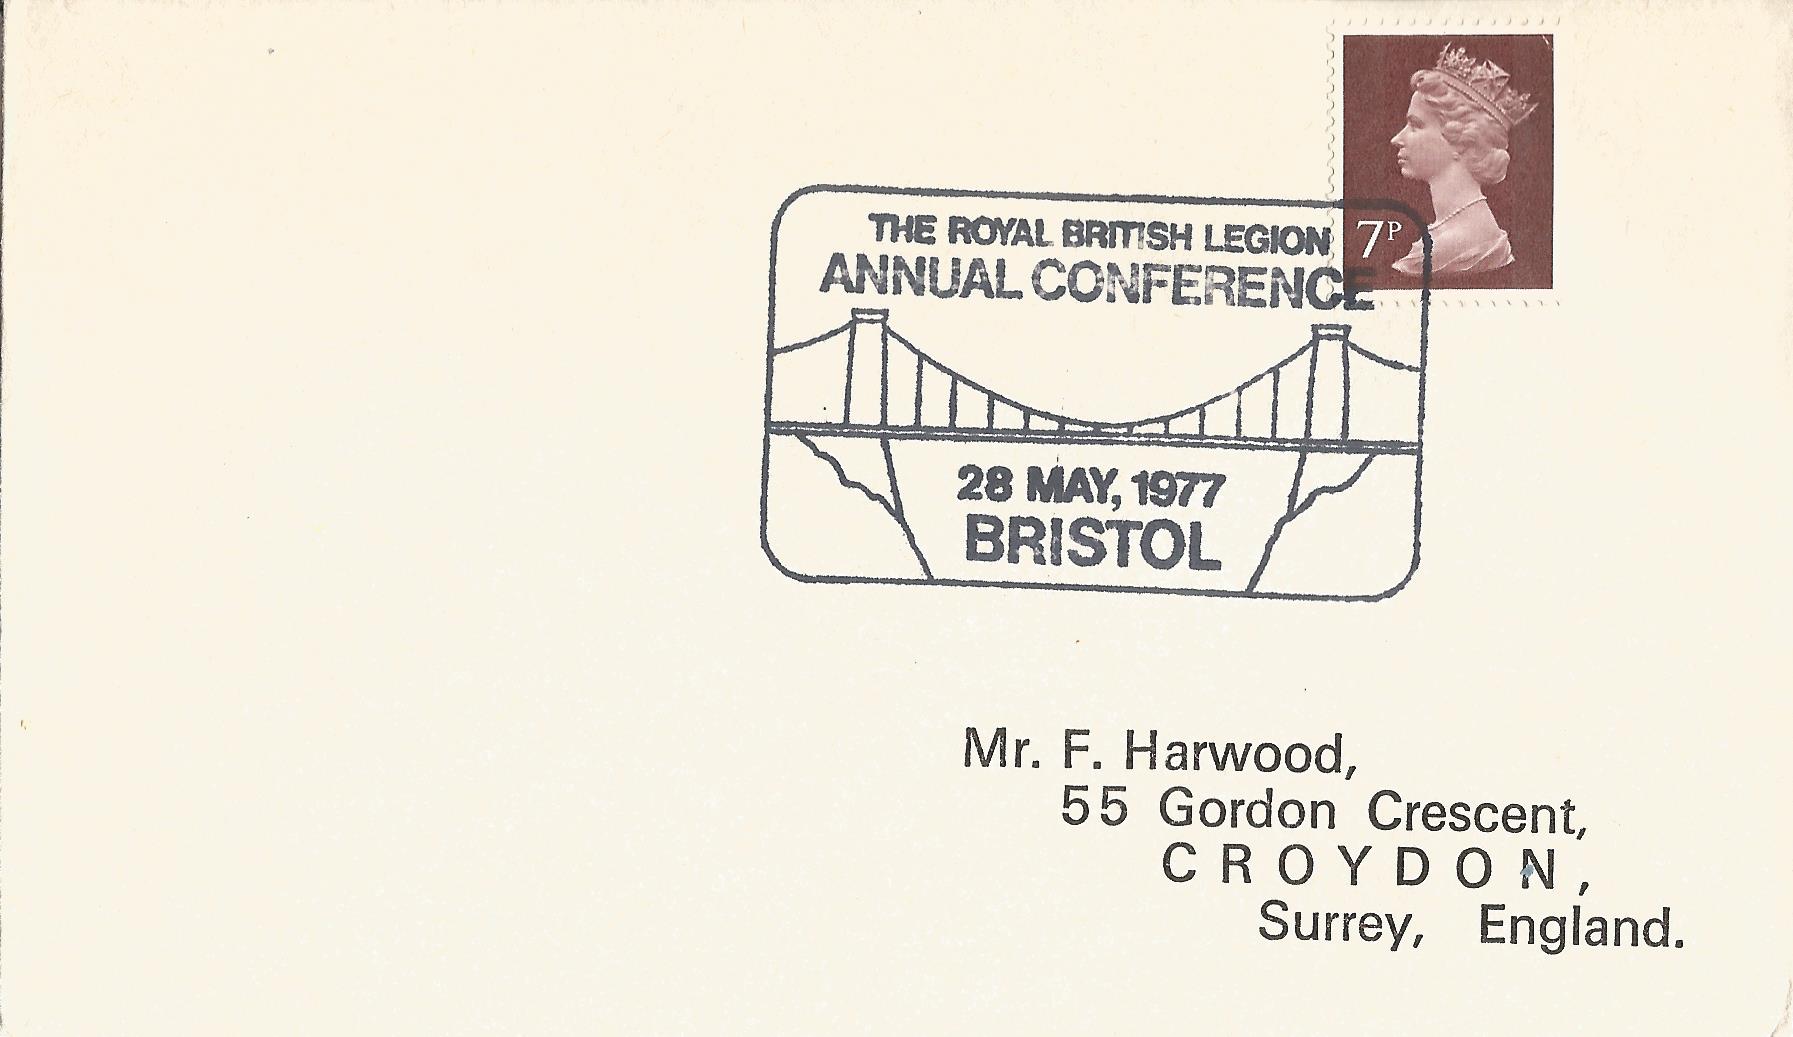 7P
THE ROYAL BRITISH LEGION
ANNUAL CONFERENCE
28 MAY, 1977
BRISTOL
Mr. F. Harwood,
55 Gordon Crescent,
CROYDON,
Surrey, England.